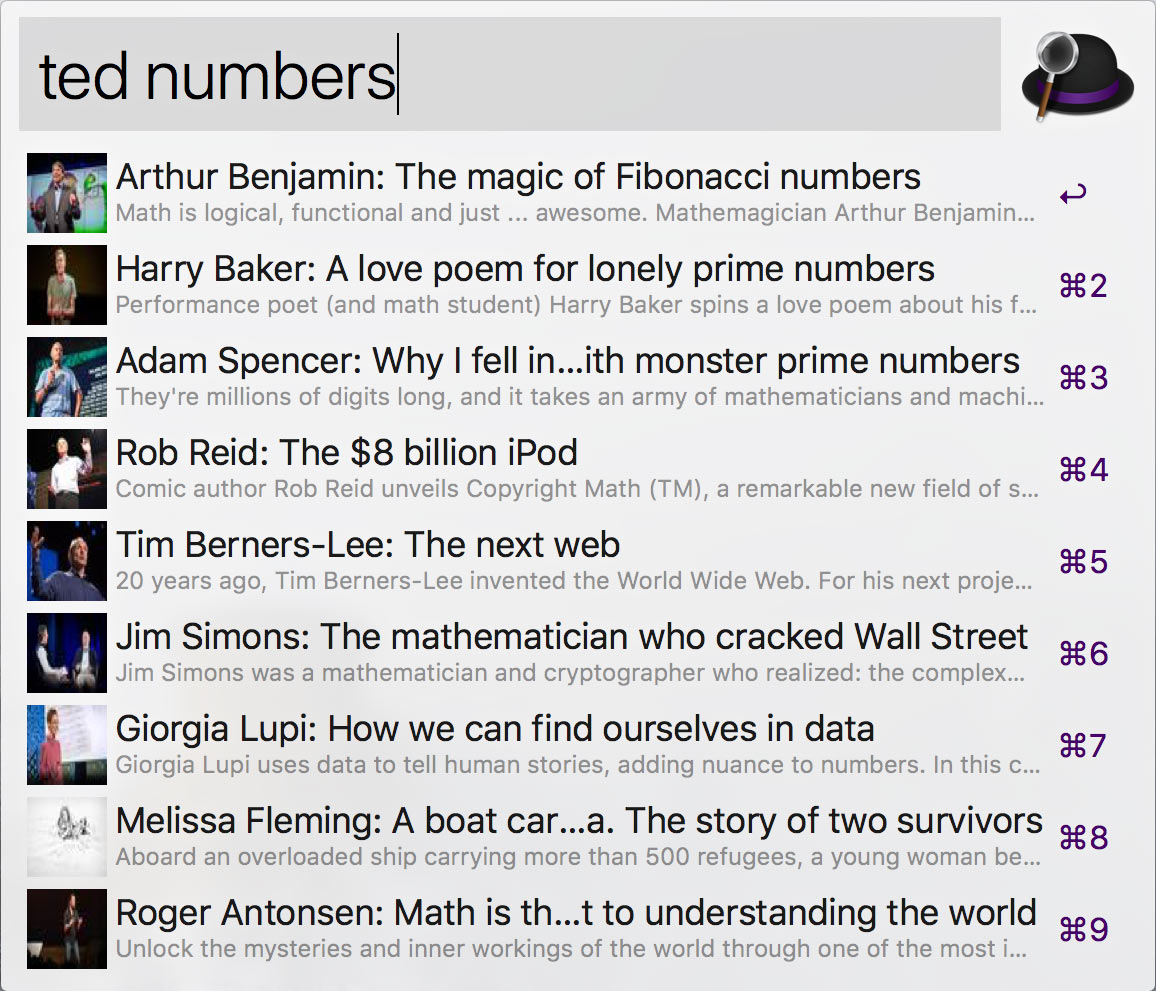 ted numbers
Arthur Benjamin: The magic of Fibonacci numbers
Math is logical, functional and just ... awesome. Mathemagician Arthur Benjamin...
↩
Harry Baker: A love poem for lonely prime numbers
Performance poet (and math student) Harry Baker spins a love poem about his f...
⌘2
Adam Spencer: Why I fell in...ith monster prime numbers
They're millions of digits long, and it takes an army of mathematicians and machi...
⌘3
Rob Reid: The $8 billion iPod
Comic author Rob Reid unveils Copyright Math (TM), a remarkable new field of s...
⌘4
Tim Berners-Lee: The next web
20 years ago, Tim Berners-Lee invented the World Wide Web. For his next proje...
⌘5
Jim Simons: The mathematician who cracked Wall Street
Jim Simons was a mathematician and cryptographer who realized: the complex...
⌘6
Giorgia Lupi: How we can find ourselves in data
Giorgia Lupi uses data to tell human stories, adding nuance to numbers. In this c...
⌘7
Melissa Fleming: A boat car...a. The story of two survivors
Aboard an overloaded ship carrying more than 500 refugees, a young woman be...
⌘8
Roger Antonsen: Math is th...t to understanding the world
Unlock the mysteries and inner workings of the world through one of the most i...
⌘9